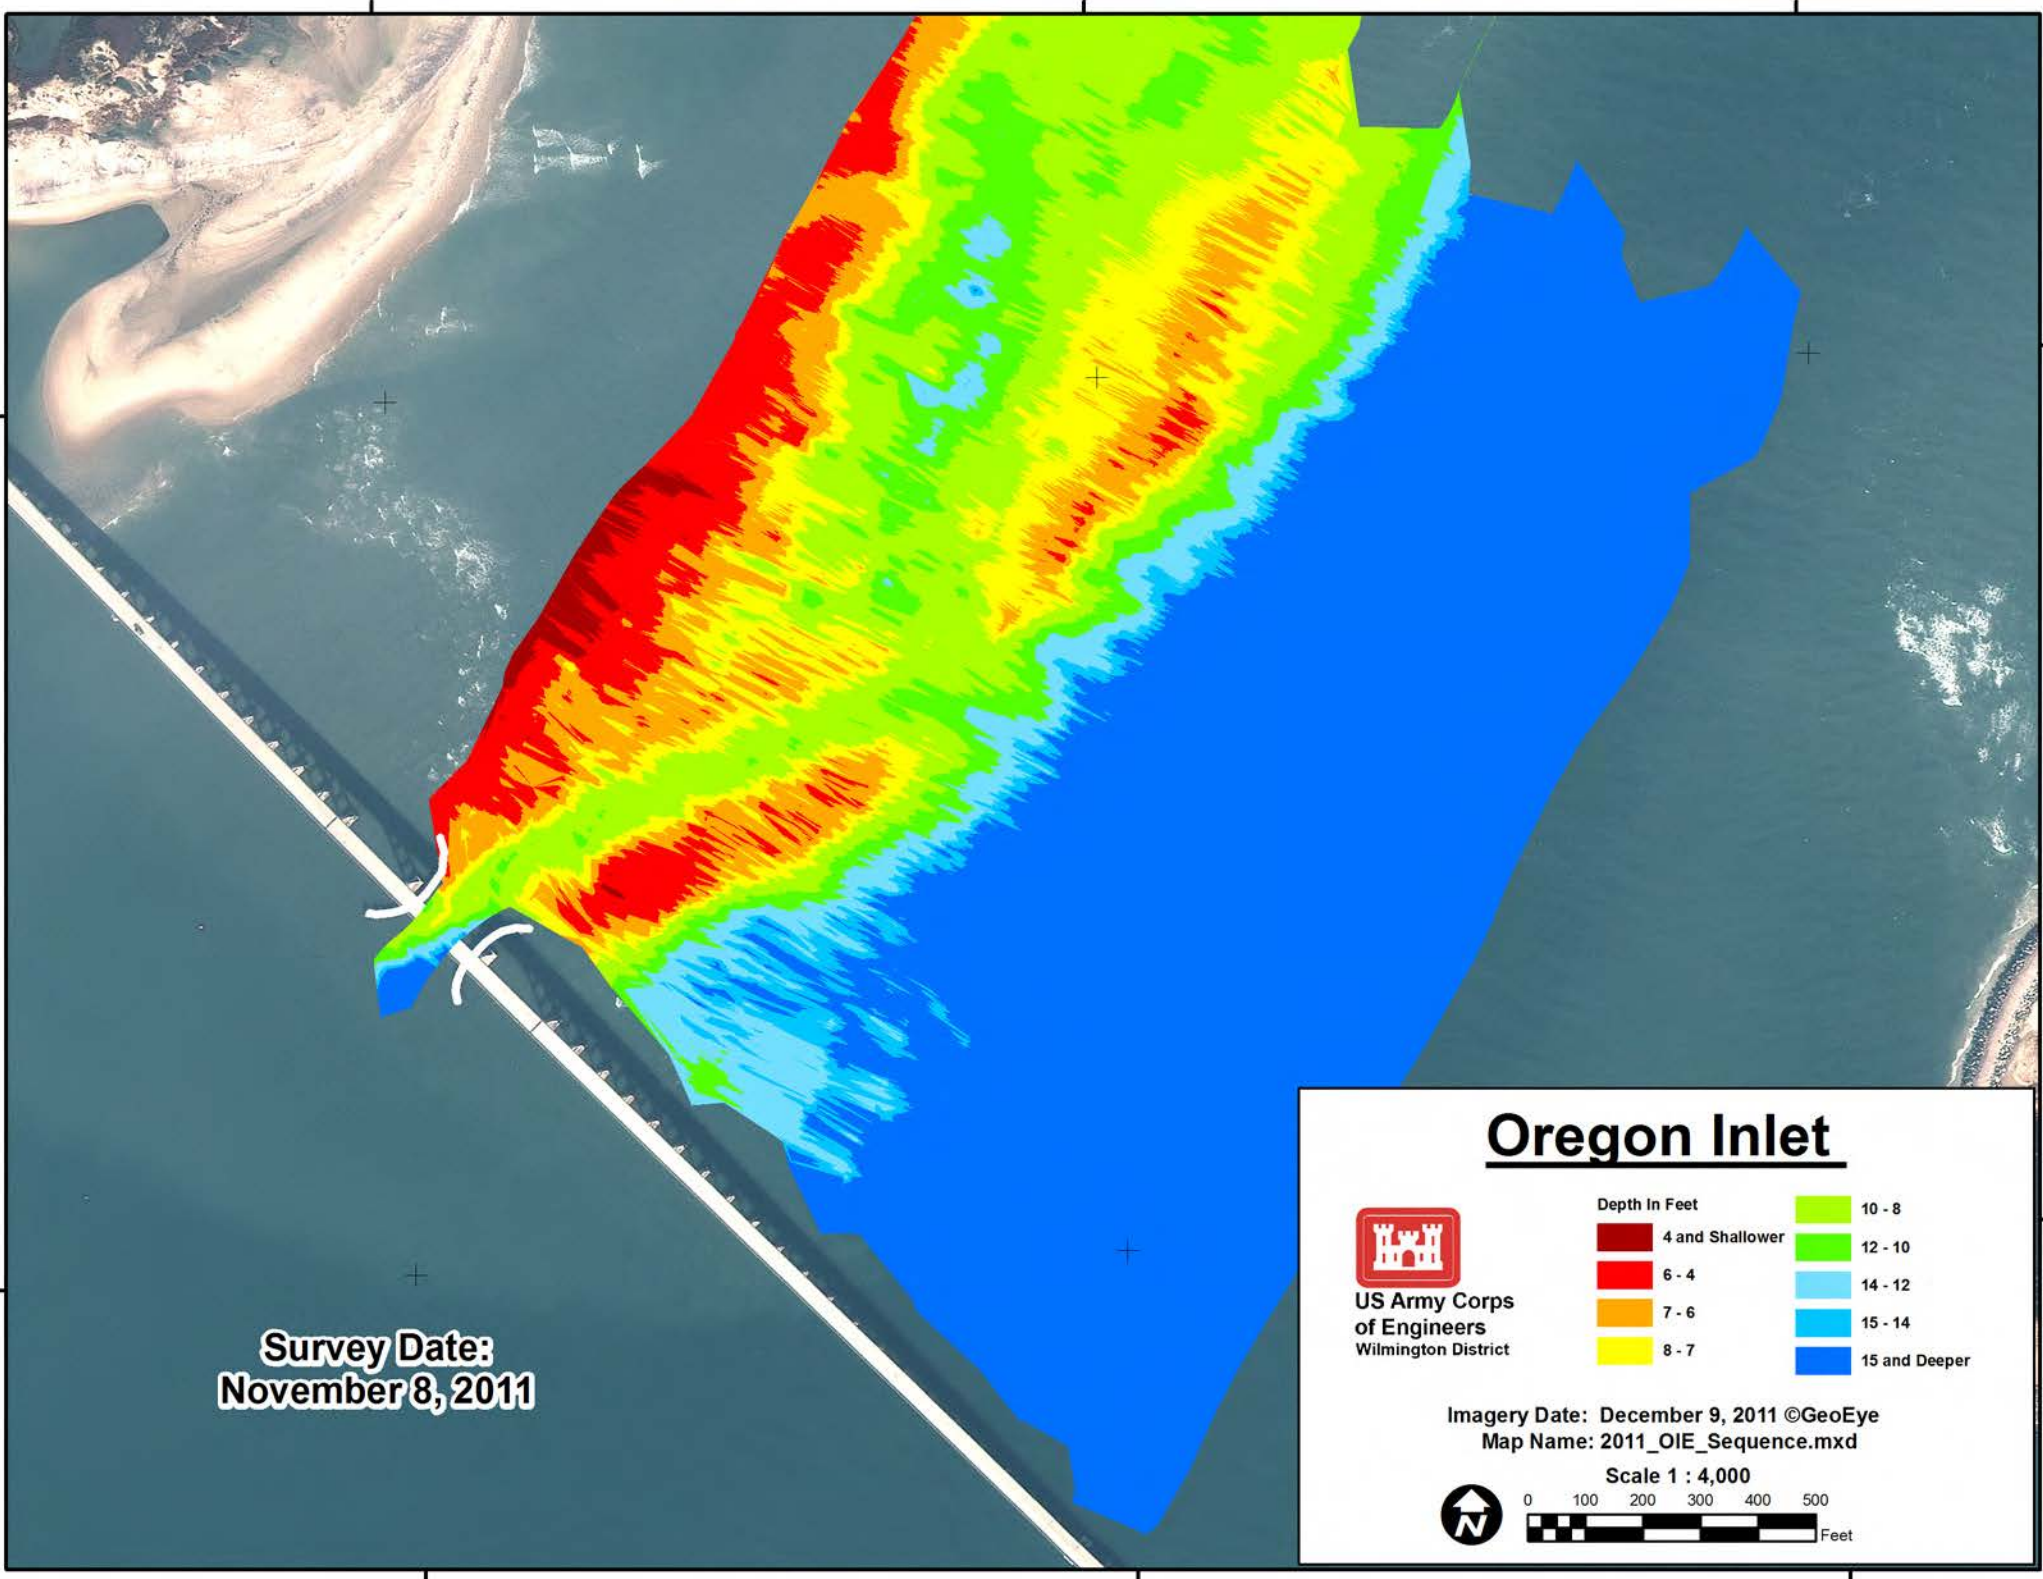 Survey Date:
November 8, 2011
Oregon Inlet
US Army Corps
of Engineers
Wilmington District
Depth In Feet
4 and Shallower
6 - 4
7 - 6
8 - 7
10 - 8
12 - 10
14 - 12
15 - 14
15 and Deeper
Imagery Date: December 9, 2011 ©GeoEye
Map Name: 2011_OIE_Sequence.mxd
Scale 1 : 4,000
N
0 100 200 300 400 500
Feet